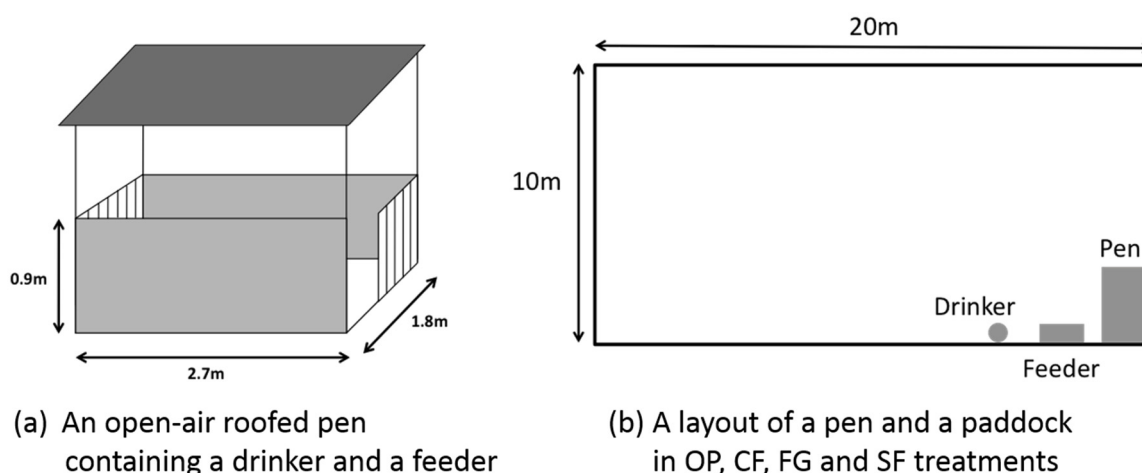 0.9m
2.7m
1.8m
(a) An open-air roofed pen
containing a drinker and a feeder
20m
10m
Pen
Drinker
Feeder
(b) A layout of a pen and a paddock
in OP, CF, FG and SF treatments